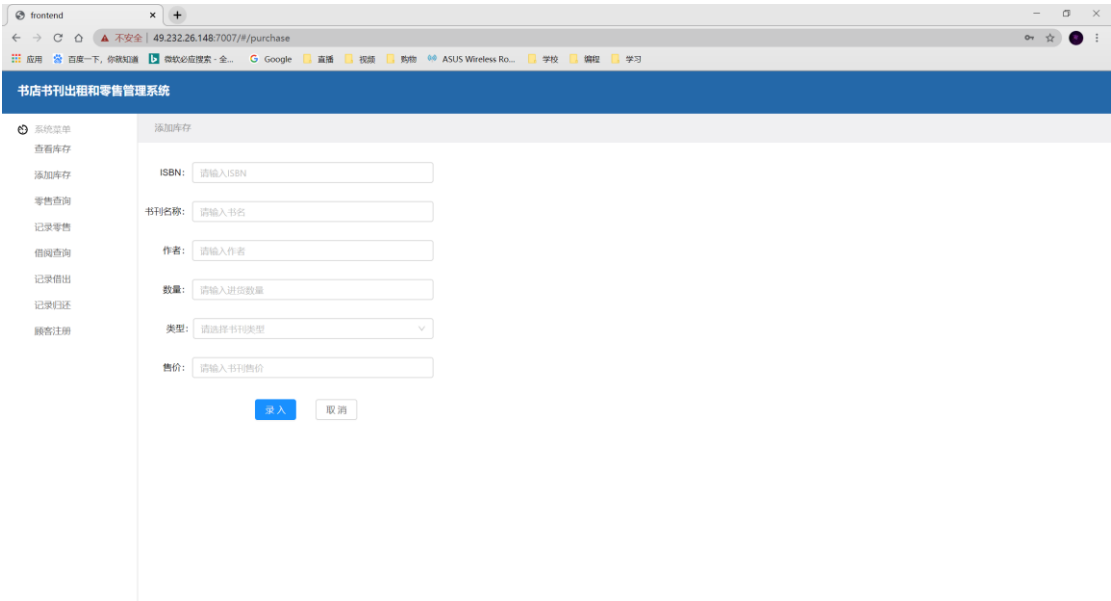 frontend
不安全 | 49.232.26.148:7007/#/purchase
应用 百度一下，你就知道 微软必应搜索 - 全... Google 直播 视频 购物 ASUS Wireless Ro... 学校 编程 学习
书店书刊出租和零售管理系统
系统菜单
查看库存
添加库存
零售查询
记录零售
借阅查询
记录借出
记录归还
顾客注册
添加库存
ISBN: 请输入ISBN
书刊名称: 请输入书名
作者: 请输入作者
数量: 请输入进货数量
类型: 请选择书刊类型
售价: 请输入书刊售价
录入 取消